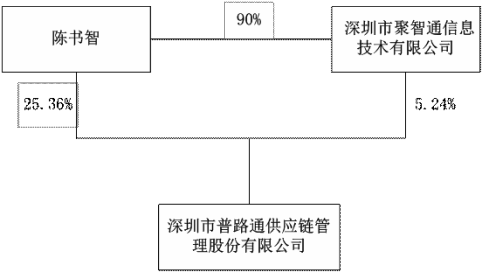 陈书智
90%
深圳市聚智通信息
技术有限公司
25.36%
5.24%
深圳市普路通供应链管
理股份有限公司